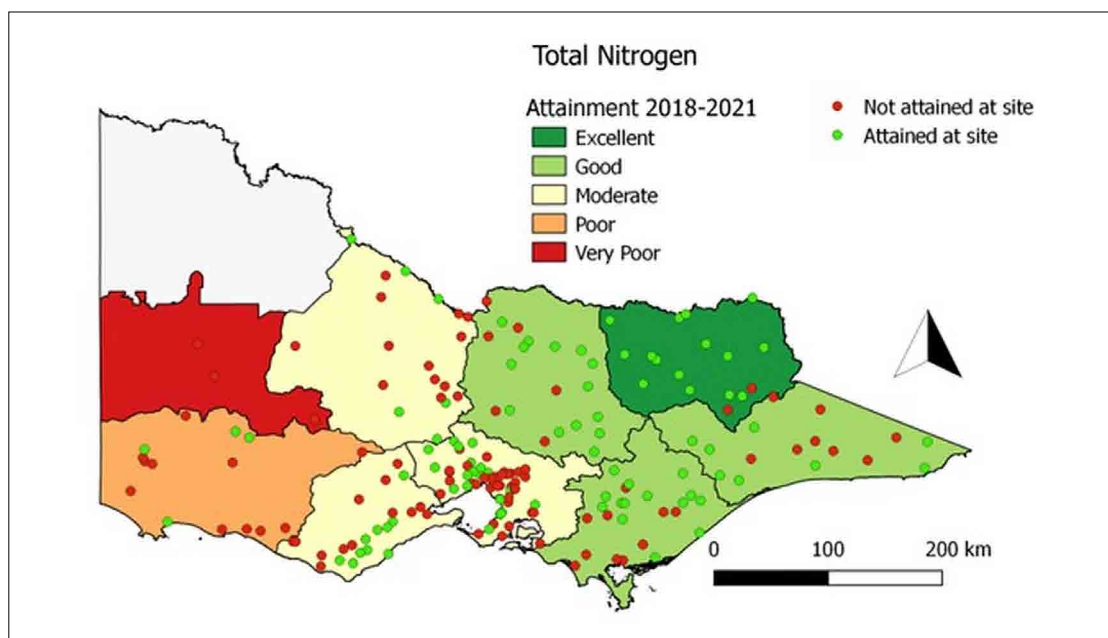 Total Nitrogen
Attainment 2018-2021
Excellent
Good
Moderate
Poor
Very Poor
Not attained at site
Attained at site
0 100 200 km